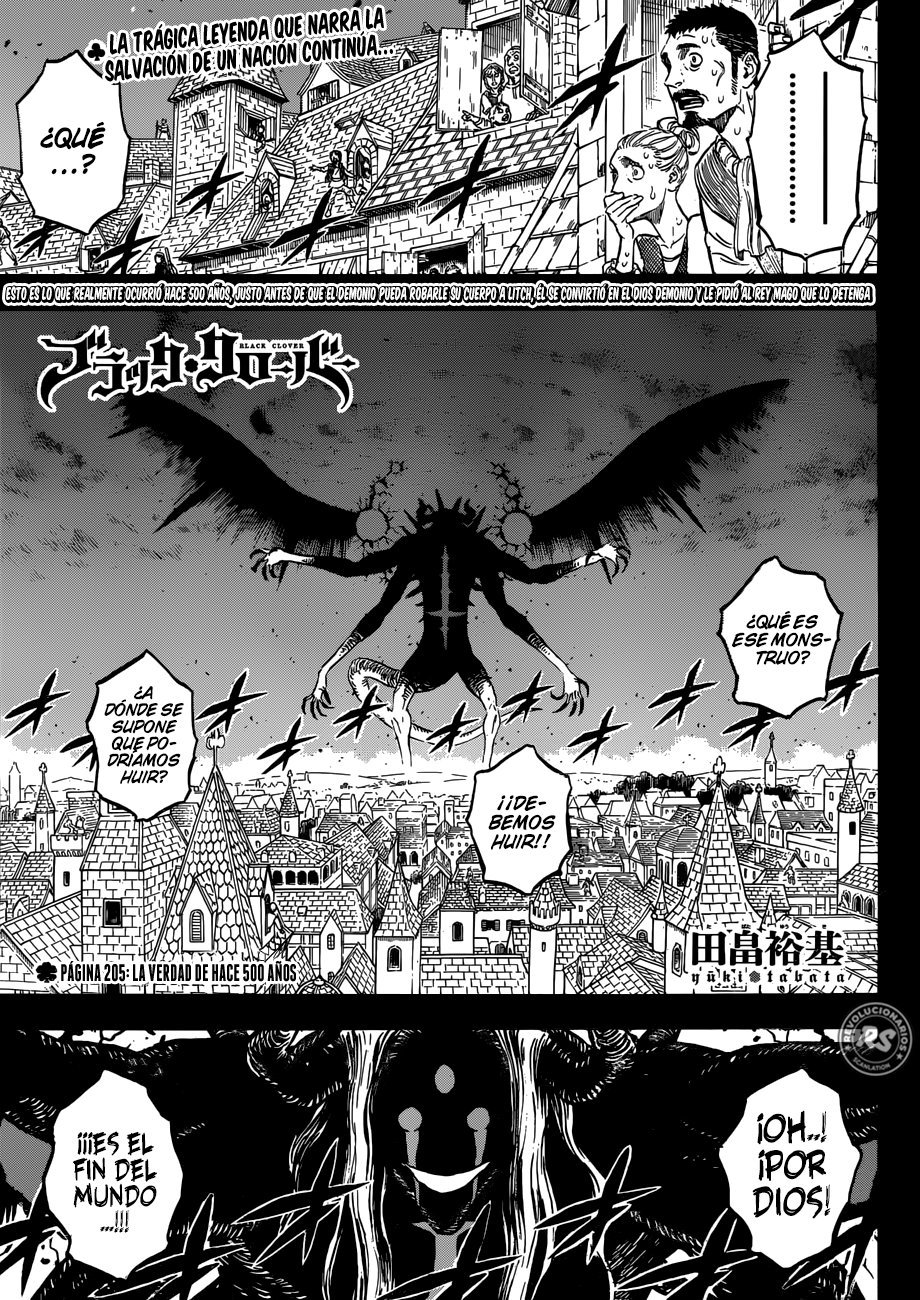 LA TRÁGICA LEYENDA QUE NARRA LA
SALVACIÓN DE UN NACIÓN CONTINUA...
.........
¿QUÉ
...?
ESTO ES LO QUE REALMENTE OCURRIÓ HACE 500 AÑOS, JUSTO ANTES DE QUE EL DEMONIO PUEDA ROBARLE SU CUERPO A LITCH, ÉL SE CONVIRTIÓ EN EL DIOS DEMONIO Y LE PIDIÓ AL REY MAGO QUE LO DETENGA
BLACK CLOVER
ブラック・クローバー
¿QUÉ ES
ESE MONS-
TRUO?
¿A
DÓNDE SE
SUPONE
QUE PO-
DRÍAMOS
HUIR?
¡¡¡DE-
BEMOS
HUIR!!
田畠裕基
yūki tabata
PÁGINA 205: LA VERDAD DE HACE 500 AÑOS
REVOLUCIONARIOS
RS
SCANLATION
¡OH..!
¡POR
DIOS!
¡¡¡ES EL
FIN DEL
MUNDO
...!!!